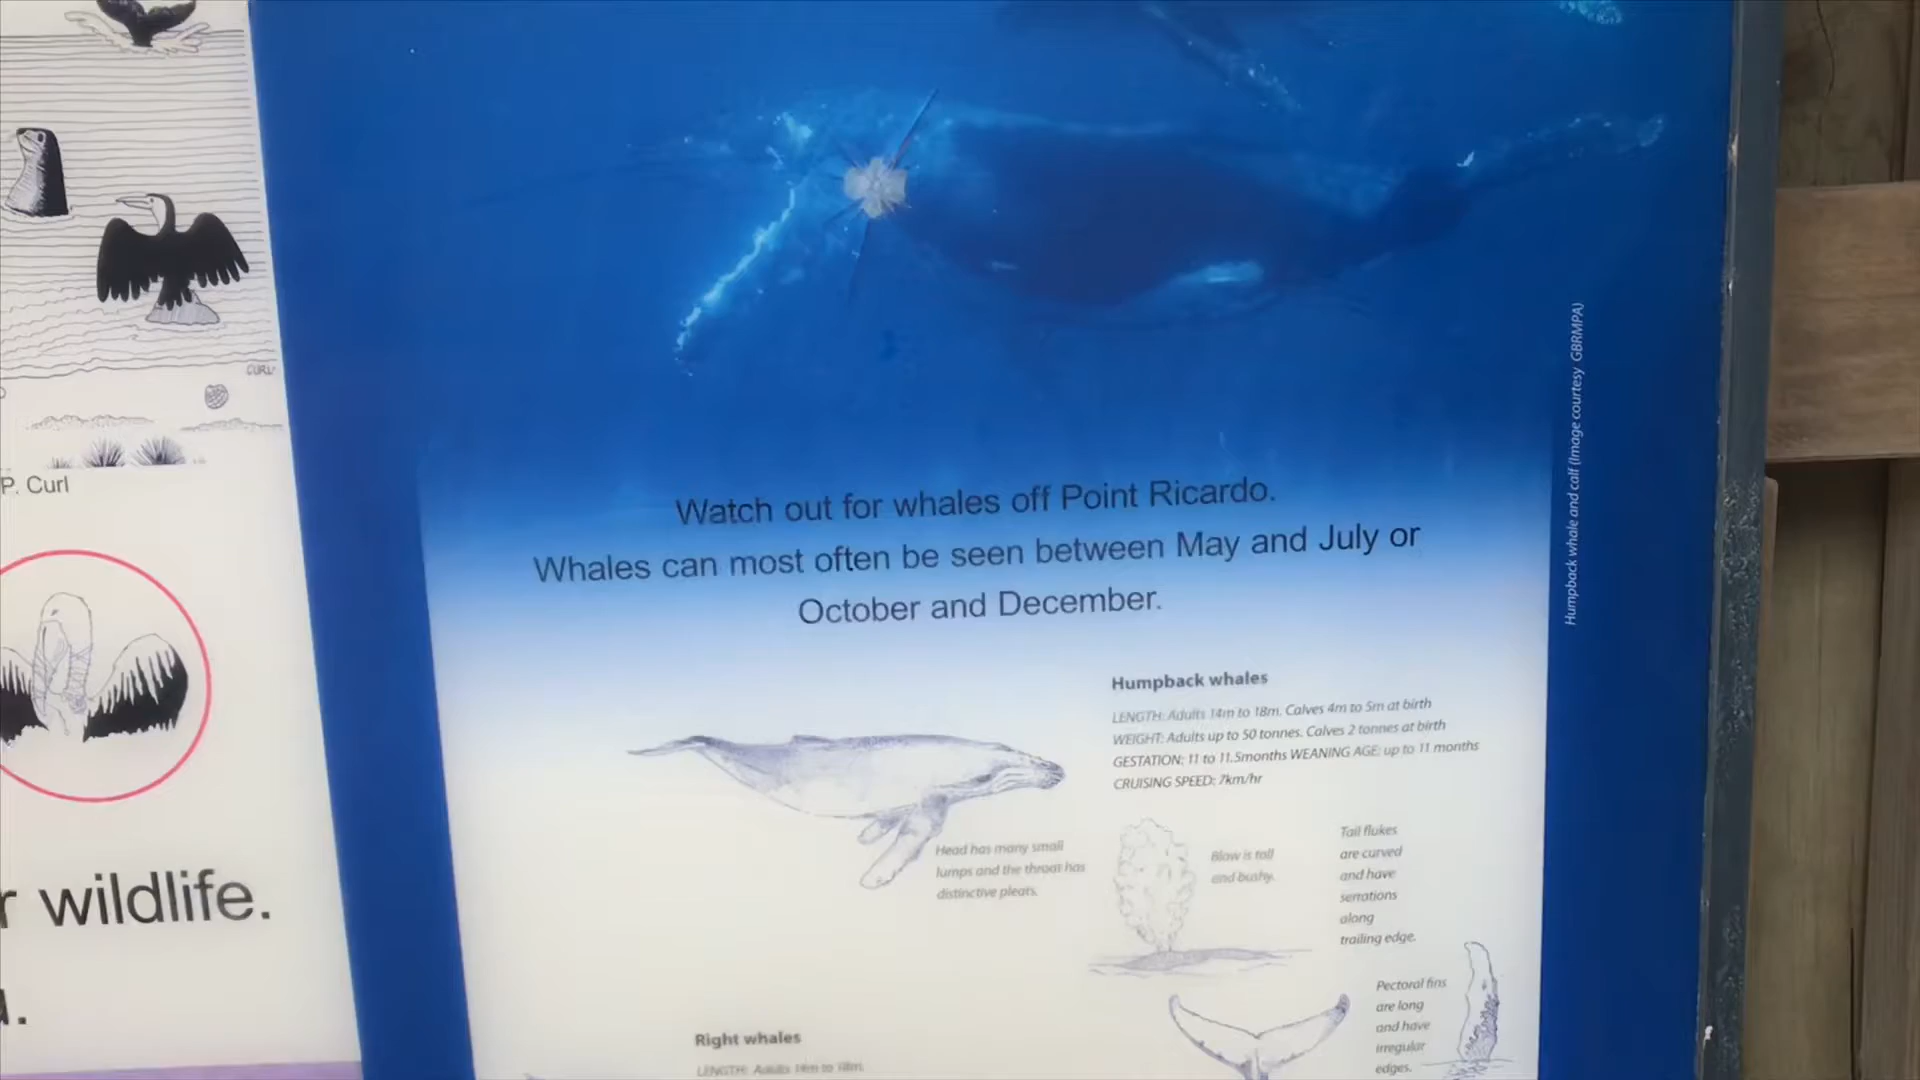 CURL
P. Curl
r wildlife.
Watch out for whales off Point Ricardo.
Whales can most often be seen between May and July or
October and December.
Humpback whale and calf (Image courtesy GBRMPA)
Humpback whales
LENGTH: Adults 14m to 18m. Calves 4m to 5m at birth
WEIGHT: Adults up to 50 tonnes. Calves 2 tonnes at birth
GESTATION: 11 to 11.5months WEANING AGE: up to 11 months
CRUISING SPEED: 7km/hr
Head has many small
lumps and the throat has
distinctive pleats.
Blow is tall
and bushy.
Tail flukes
are curved
and have
serrations
along
trailing edge.
Pectoral fins
are long
and have
irregular
edges.
Right whales
LENGTH: Adults 14m to 18m.